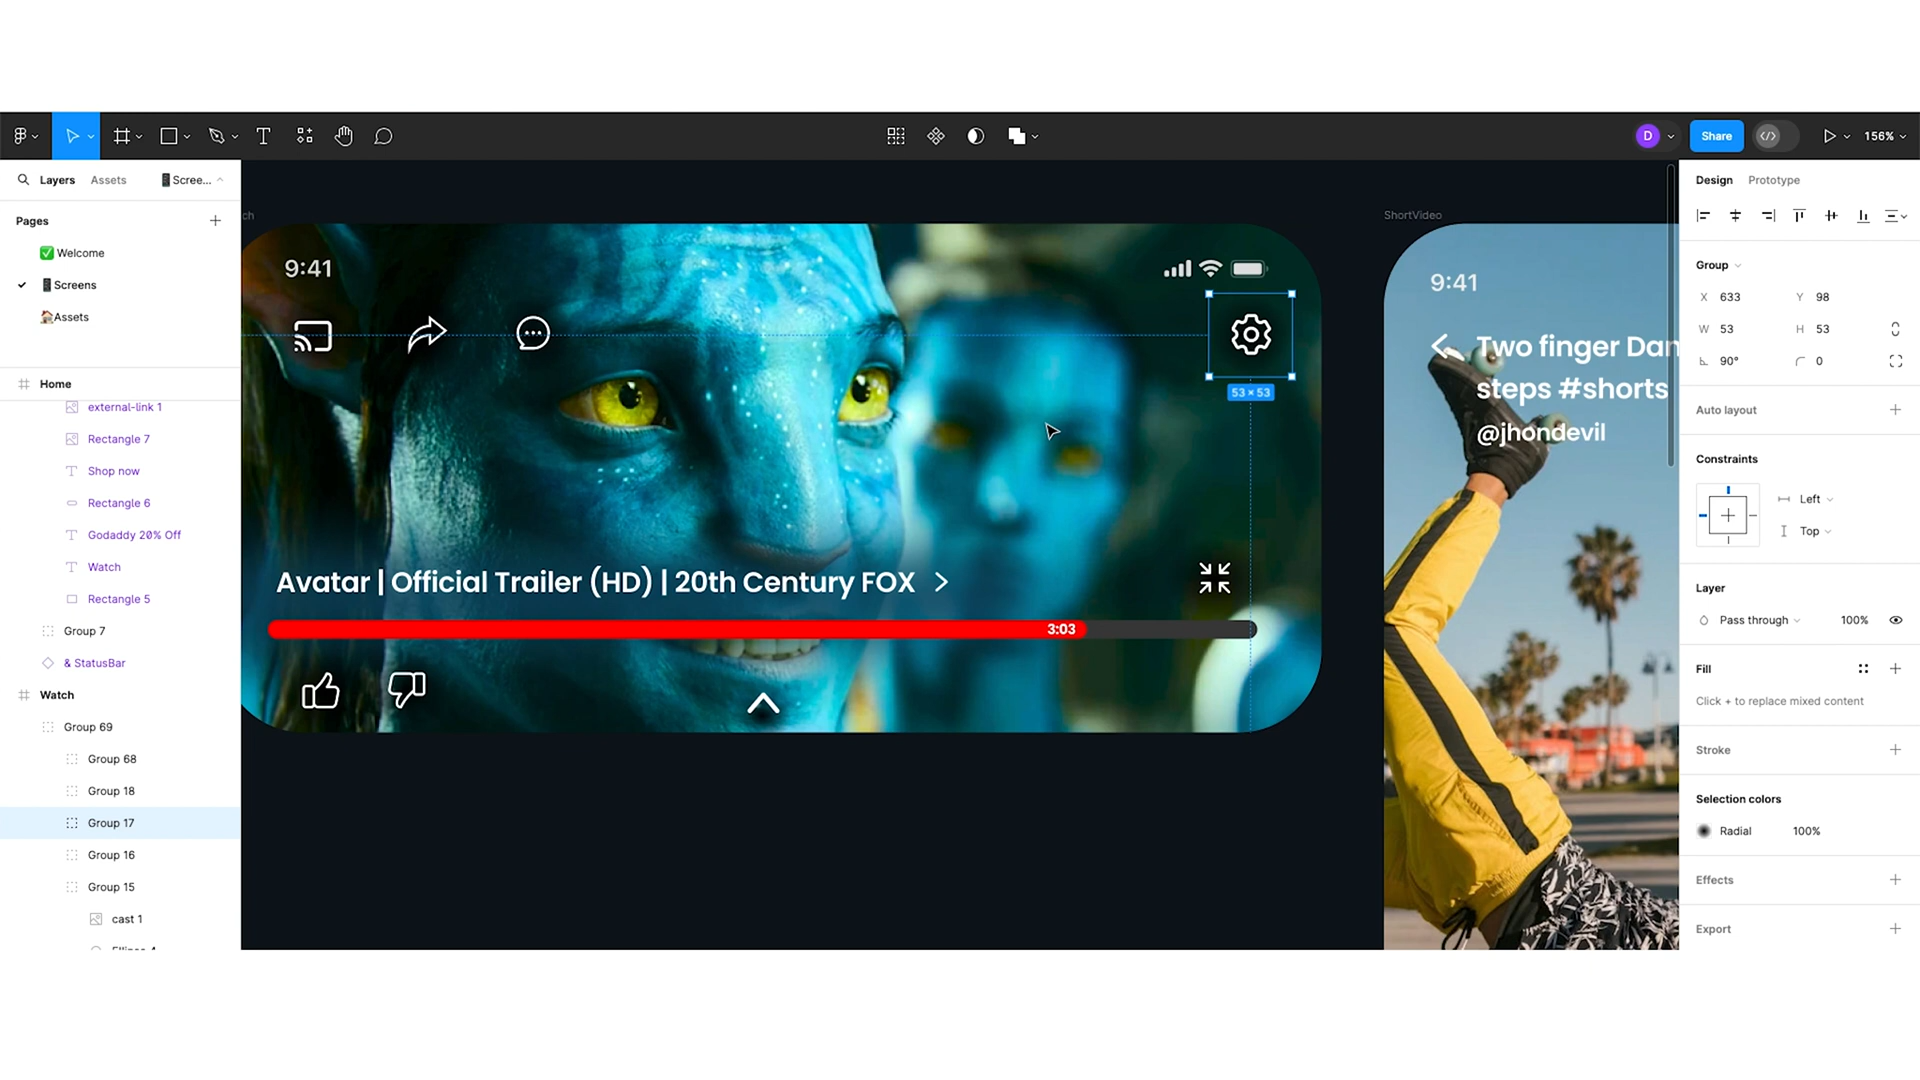 D
Share
156%
Layers
Assets
Scree...
Pages
✅ Welcome
Screens
Assets
Home
external-link 1
Rectangle 7
Shop now
Rectangle 6
Godaddy 20% Off
Watch
Rectangle 5
Group 7
& StatusBar
Watch
Group 69
Group 68
Group 18
Group 17
Group 16
Group 15
cast 1
ch
9:41
53 × 53
Avatar | Official Trailer (HD) | 20th Century FOX
3:03
ShortVideo
9:41
Two finger Dan
steps #shorts
@jhondevil
Design
Prototype
Group
X 633
Y 98
W 53
H 53
90°
0
Auto layout
Constraints
Left
Top
Layer
Pass through
100%
Fill
Click + to replace mixed content
Stroke
Selection colors
Radial
100%
Effects
Export